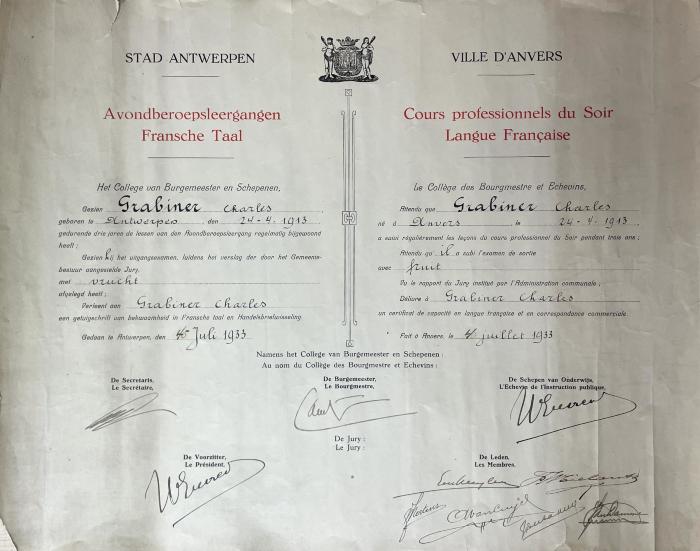 STAD ANTWERPEN
Avondberoepsleergangen
Fransche Taal
Het College van Burgemeester en Schepenen,
Gezien Grabiner Charles
geboren te Antwerpen den 24-4-1913
gedurende drie jaren de lessen van den Avondberoepsleergang regelmatig bijgewoond
heeft;
Gezien hij het uitgangsexamen, luidens het verslag der door het Gemeente-
bestuur aangestelde Jury,
met vrucht
afgelegd heeft;
Verleent aan Grabiner Charles
een getuigschrift van bekwaamheid in Fransche taal en Handelsbriefwisseling
Gedaan te Antwerpen, den 4 Juli 1933
VILLE D'ANVERS
Cours professionnels du Soir
Langue Française
Le Collège des Bourgmestre et Echevins,
Attendu que Grabiner Charles
né à Anvers le 24-4-1913
a suivi régulièrement les leçons du cours professionnel du Soir pendant trois ans;
Attendu qu'il a subi l'examen de sortie
avec fruit
Vu le rapport du Jury institué par l'Administration communale;
Délivre à Grabiner Charles
un certificat de capacité en langue française et en correspondance commerciale.
Fait à Anvers, le 4 juillet 1933
Namens het College van Burgemeester en Schepenen:
Au nom du Collège des Bourgmestre et Echevins:
De Secretaris,
Le Secrétaire,
De Burgemeester,
Le Bourgmestre,
De Schepen van Onderwijs,
L'Echevin de l'Instruction publique,
De Jury:
Le Jury:
De Voorzitter,
Le Président,
De Leden,
Les Membres,